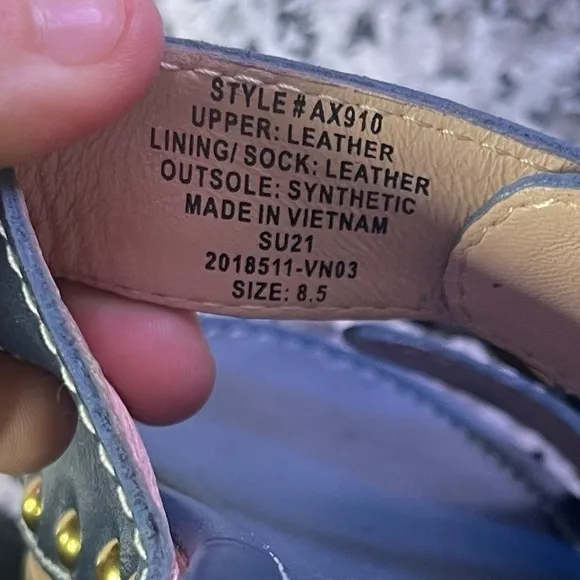 STYLE # AX910
UPPER: LEATHER
LINING/ SOCK: LEATHER
OUTSOLE: SYNTHETIC
MADE IN VIETNAM
SU21
2018511-VN03
SIZE: 8.5